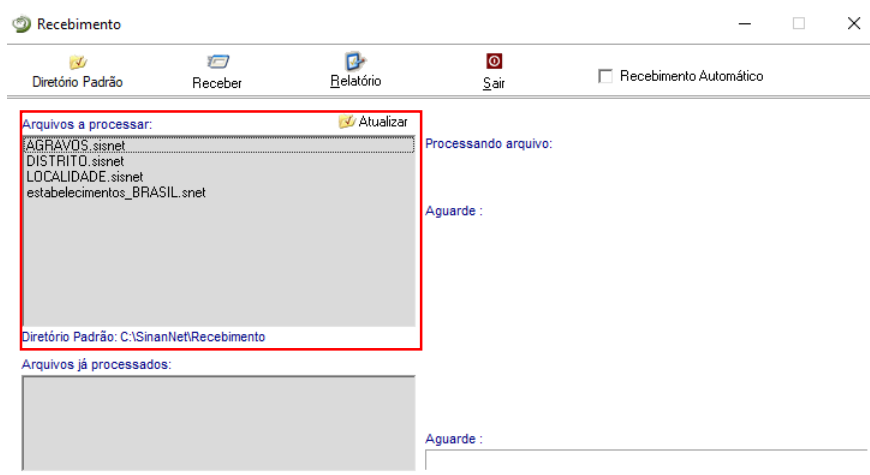 Recebimento
Diretório Padrão Receber Relatório Sair Recebimento Automático
Arquivos a processar: Atualizar
AGRAVOS.sisnet
DISTRITO.sisnet
LOCALIDADE.sisnet
estabelecimentos_BRASIL.snet
Diretório Padrão: C:\SinanNet\Recebimento
Arquivos já processados:
Processando arquivo:
Aguarde :
Aguarde :